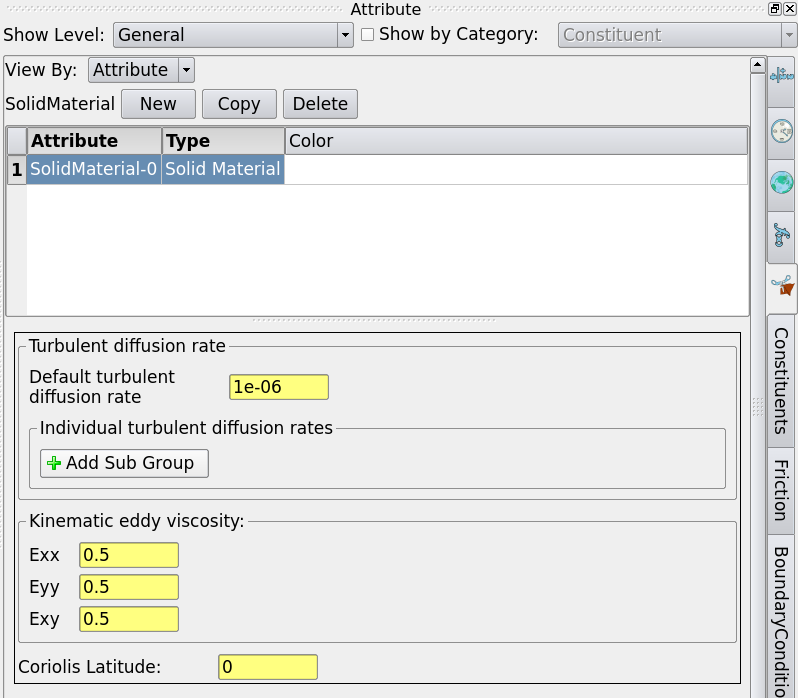 Attribute
Show Level: General Show by Category: Constituent
View By: Attribute
SolidMaterial New Copy Delete
Attribute Type Color
1 SolidMaterial-0 Solid Material
Turbulent diffusion rate
Default turbulent
diffusion rate
1e-06
Individual turbulent diffusion rates
Add Sub Group
Kinematic eddy viscosity:
Exx 0.5
Eyy 0.5
Exy 0.5
Coriolis Latitude: 0
Constituents
Friction
BoundaryConditio